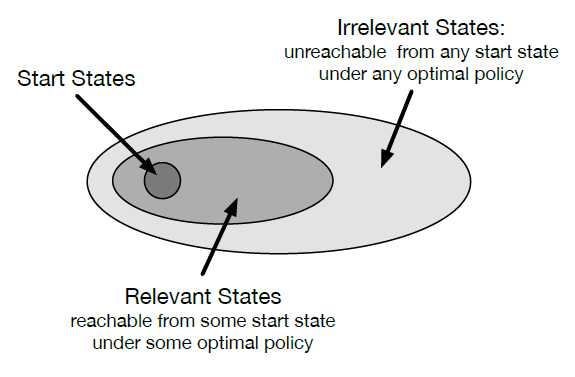 Irrelevant States:
unreachable from any start state
under any optimal policy
Start States
Relevant States
reachable from some start state
under some optimal policy